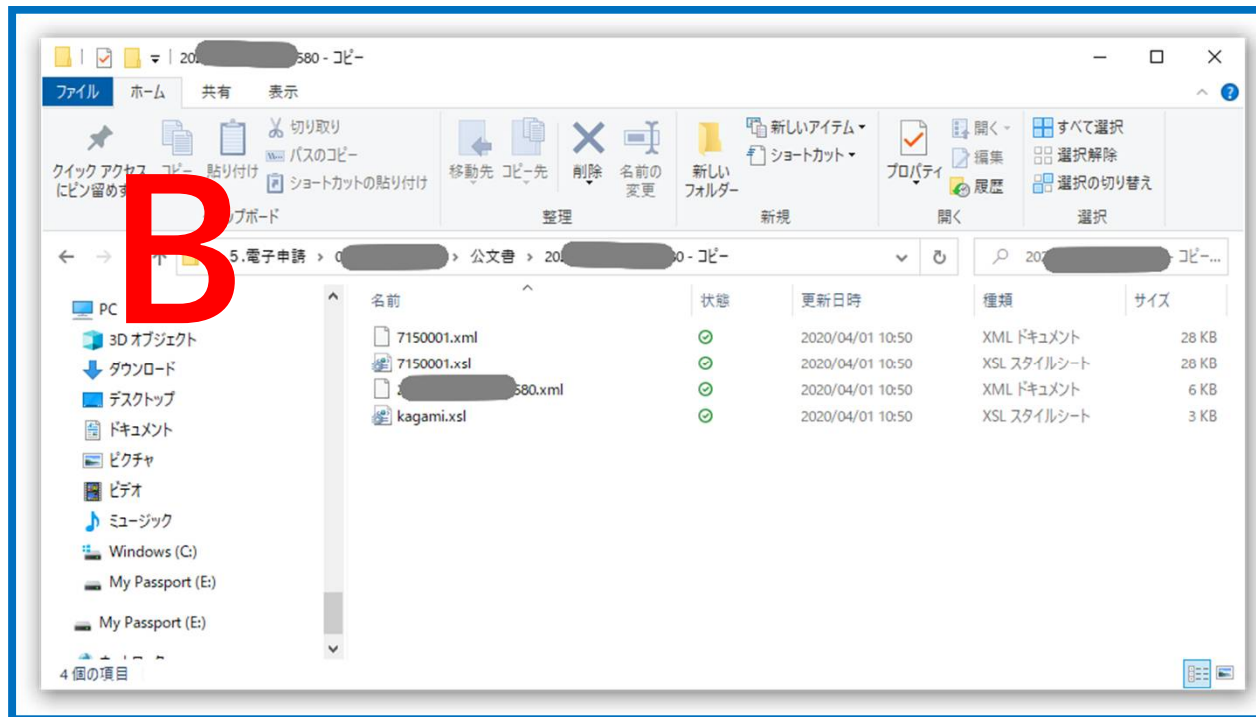 20 580 - コピー
ファイル ホーム 共有 表示
クイック アクセス にピン留めす
コピー
貼り付け
切り取り
パスのコピー
ショートカットの貼り付け
プボード
移動先 コピー先 削除 名前の変更
整理
新しいフォルダー
新しいアイテム
ショートカット
新規
プロパティ
開く
編集
履歴
開く
すべて選択
選択解除
選択の切り替え
選択
B
5.電子申請 › 0 › 公文書 › 20 0 - コピー
202 - コピー...
名前 状態 更新日時 種類 サイズ
7150001.xml 2020/04/01 10:50 XML ドキュメント 28 KB
7150001.xsl 2020/04/01 10:50 XSL スタイルシート 28 KB
580.xml 2020/04/01 10:50 XML ドキュメント 6 KB
kagami.xsl 2020/04/01 10:50 XSL スタイルシート 3 KB
PC
3D オブジェクト
ダウンロード
デスクトップ
ドキュメント
ピクチャ
ビデオ
ミュージック
Windows (C:)
My Passport (E:)
My Passport (E:)
4 個の項目